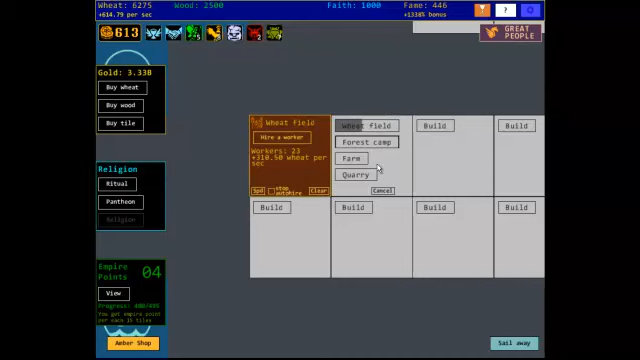 Wheat: 6275
+614.79 per sec
Wood: 2500
Faith: 1000
Fame: 446
+1338% bonus
?
613
GREAT PEOPLE
Gold: 3.33B
Buy wheat
Buy wood
Buy tile
Religion
Ritual
Pantheon
Religion
Empire Points
04
View
Progress: 480/495
You get empire point per each 15 tiles
Amber Shop
Wheat field
Hire a worker
Workers: 23
+310.50 wheat per sec
Spd
stop autohire
Clear
Wheat field
Forest camp
Farm
Quarry
Cancel
Build
Build
Build
Build
Build
Build
Sail away